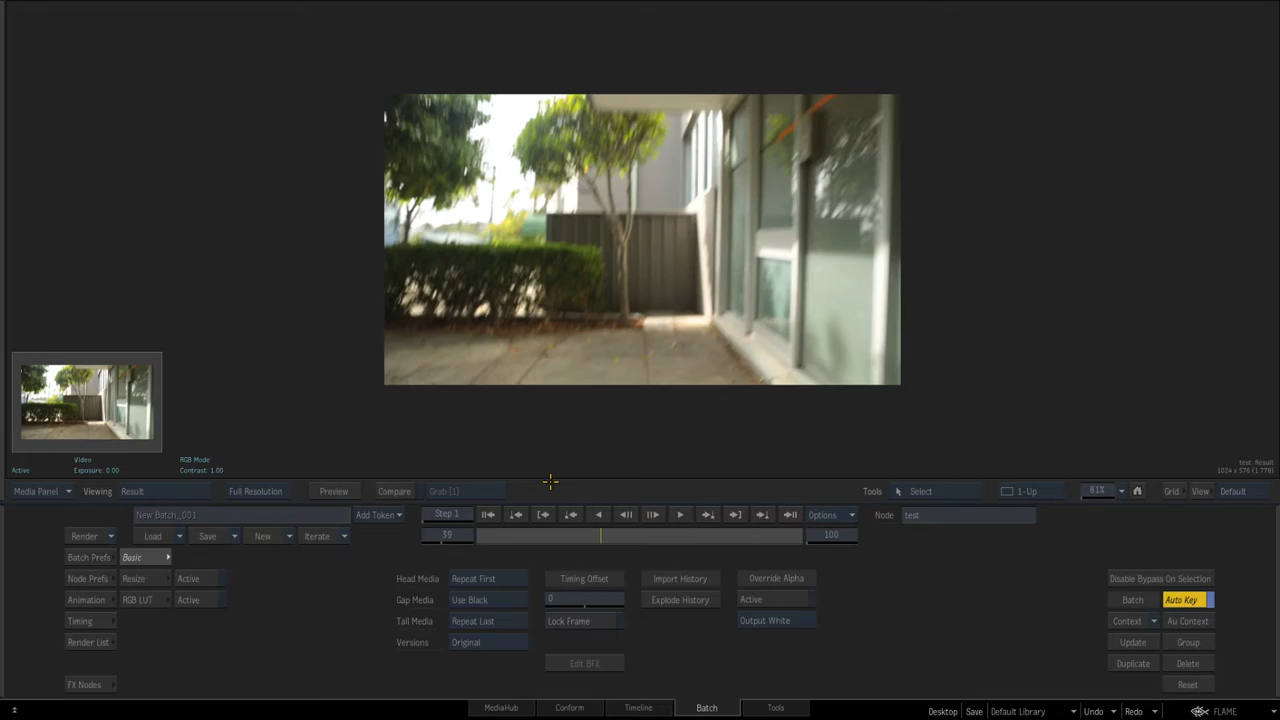 Video
RGB Mode
Active
Exposure: 0.00
Contrast: 1.00
test: Result
1024 x 576 (1.778)
Media Panel
Viewing
Result
Full Resolution
Preview
Compare
Grab [1]
Tools
Select
1-Up
81%
Grid
View
Default
New Batch_001
Add Token
Step 1
Options
Node
test
Render
Load
Save
New
Iterate
39
100
Batch Prefs
Basic
Node Prefs
Resize
Active
Head Media
Repeat First
Timing Offset
Import History
Override Alpha
Disable Bypass On Selection
Animation
RGB LUT
Active
Gap Media
Use Black
0
Explode History
Active
Batch
Auto Key
Timing
Tail Media
Repeat Last
Lock Frame
Output White
Context
Au Context
Render List
Versions
Original
Update
Group
Edit BFX
Duplicate
Delete
FX Nodes
Reset
MediaHub
Conform
Timeline
Batch
Tools
Desktop
Save
Default Library
Undo
Redo
FLAME